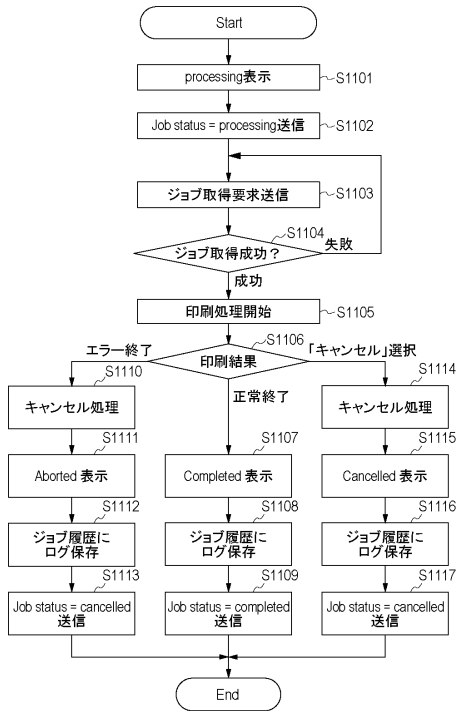 Start
processing表示
S1101
Job status = processing送信
S1102
ジョブ取得要求送信
S1103
S1104
ジョブ取得成功？
失敗
成功
印刷処理開始
S1105
S1106
エラー終了
印刷結果
「キャンセル」選択
正常終了
S1110
キャンセル処理
S1114
キャンセル処理
S1111
Aborted 表示
S1107
Completed 表示
S1115
Cancelled 表示
S1112
ジョブ履歴に
ログ保存
S1108
ジョブ履歴に
ログ保存
S1116
ジョブ履歴に
ログ保存
S1113
Job status = cancelled
送信
S1109
Job status = completed
送信
S1117
Job status = cancelled
送信
End